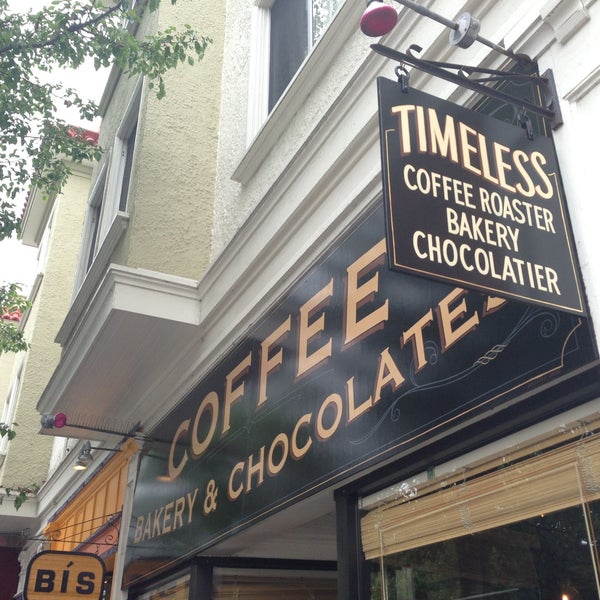 TIMELESS
COFFEE ROASTER
BAKERY
CHOCOLATIER
COFFEE
BAKERY & CHOCOLATE
BÍS